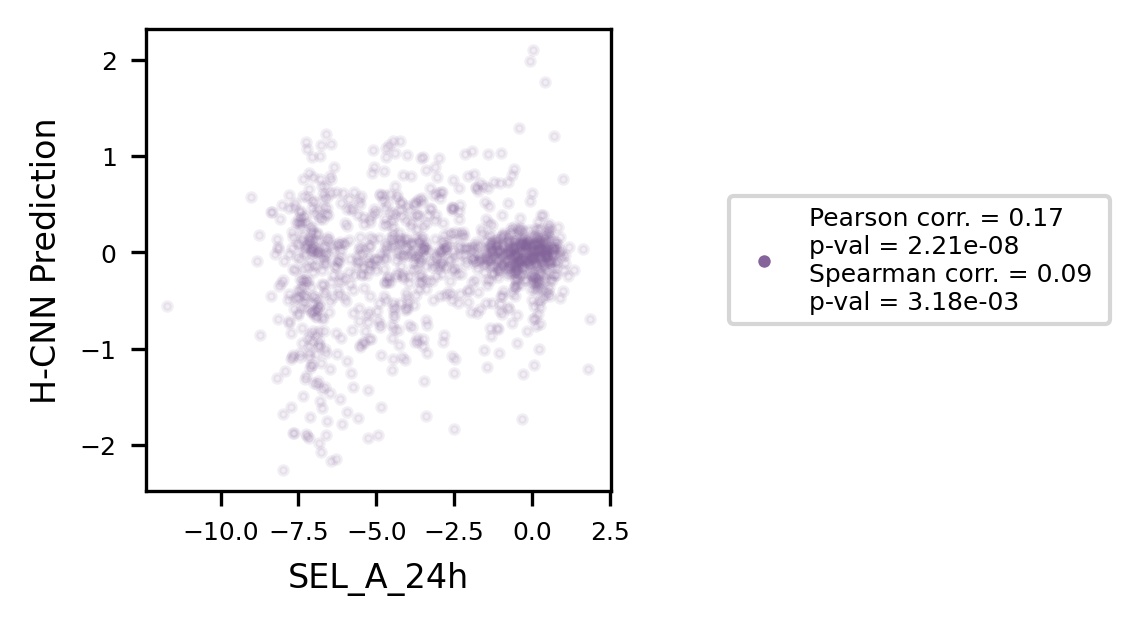 H-CNN Prediction
2
1
0
−1
−2
−10.0 −7.5 −5.0 −2.5 0.0 2.5
SEL_A_24h
Pearson corr. = 0.17
p-val = 2.21e-08
Spearman corr. = 0.09
p-val = 3.18e-03